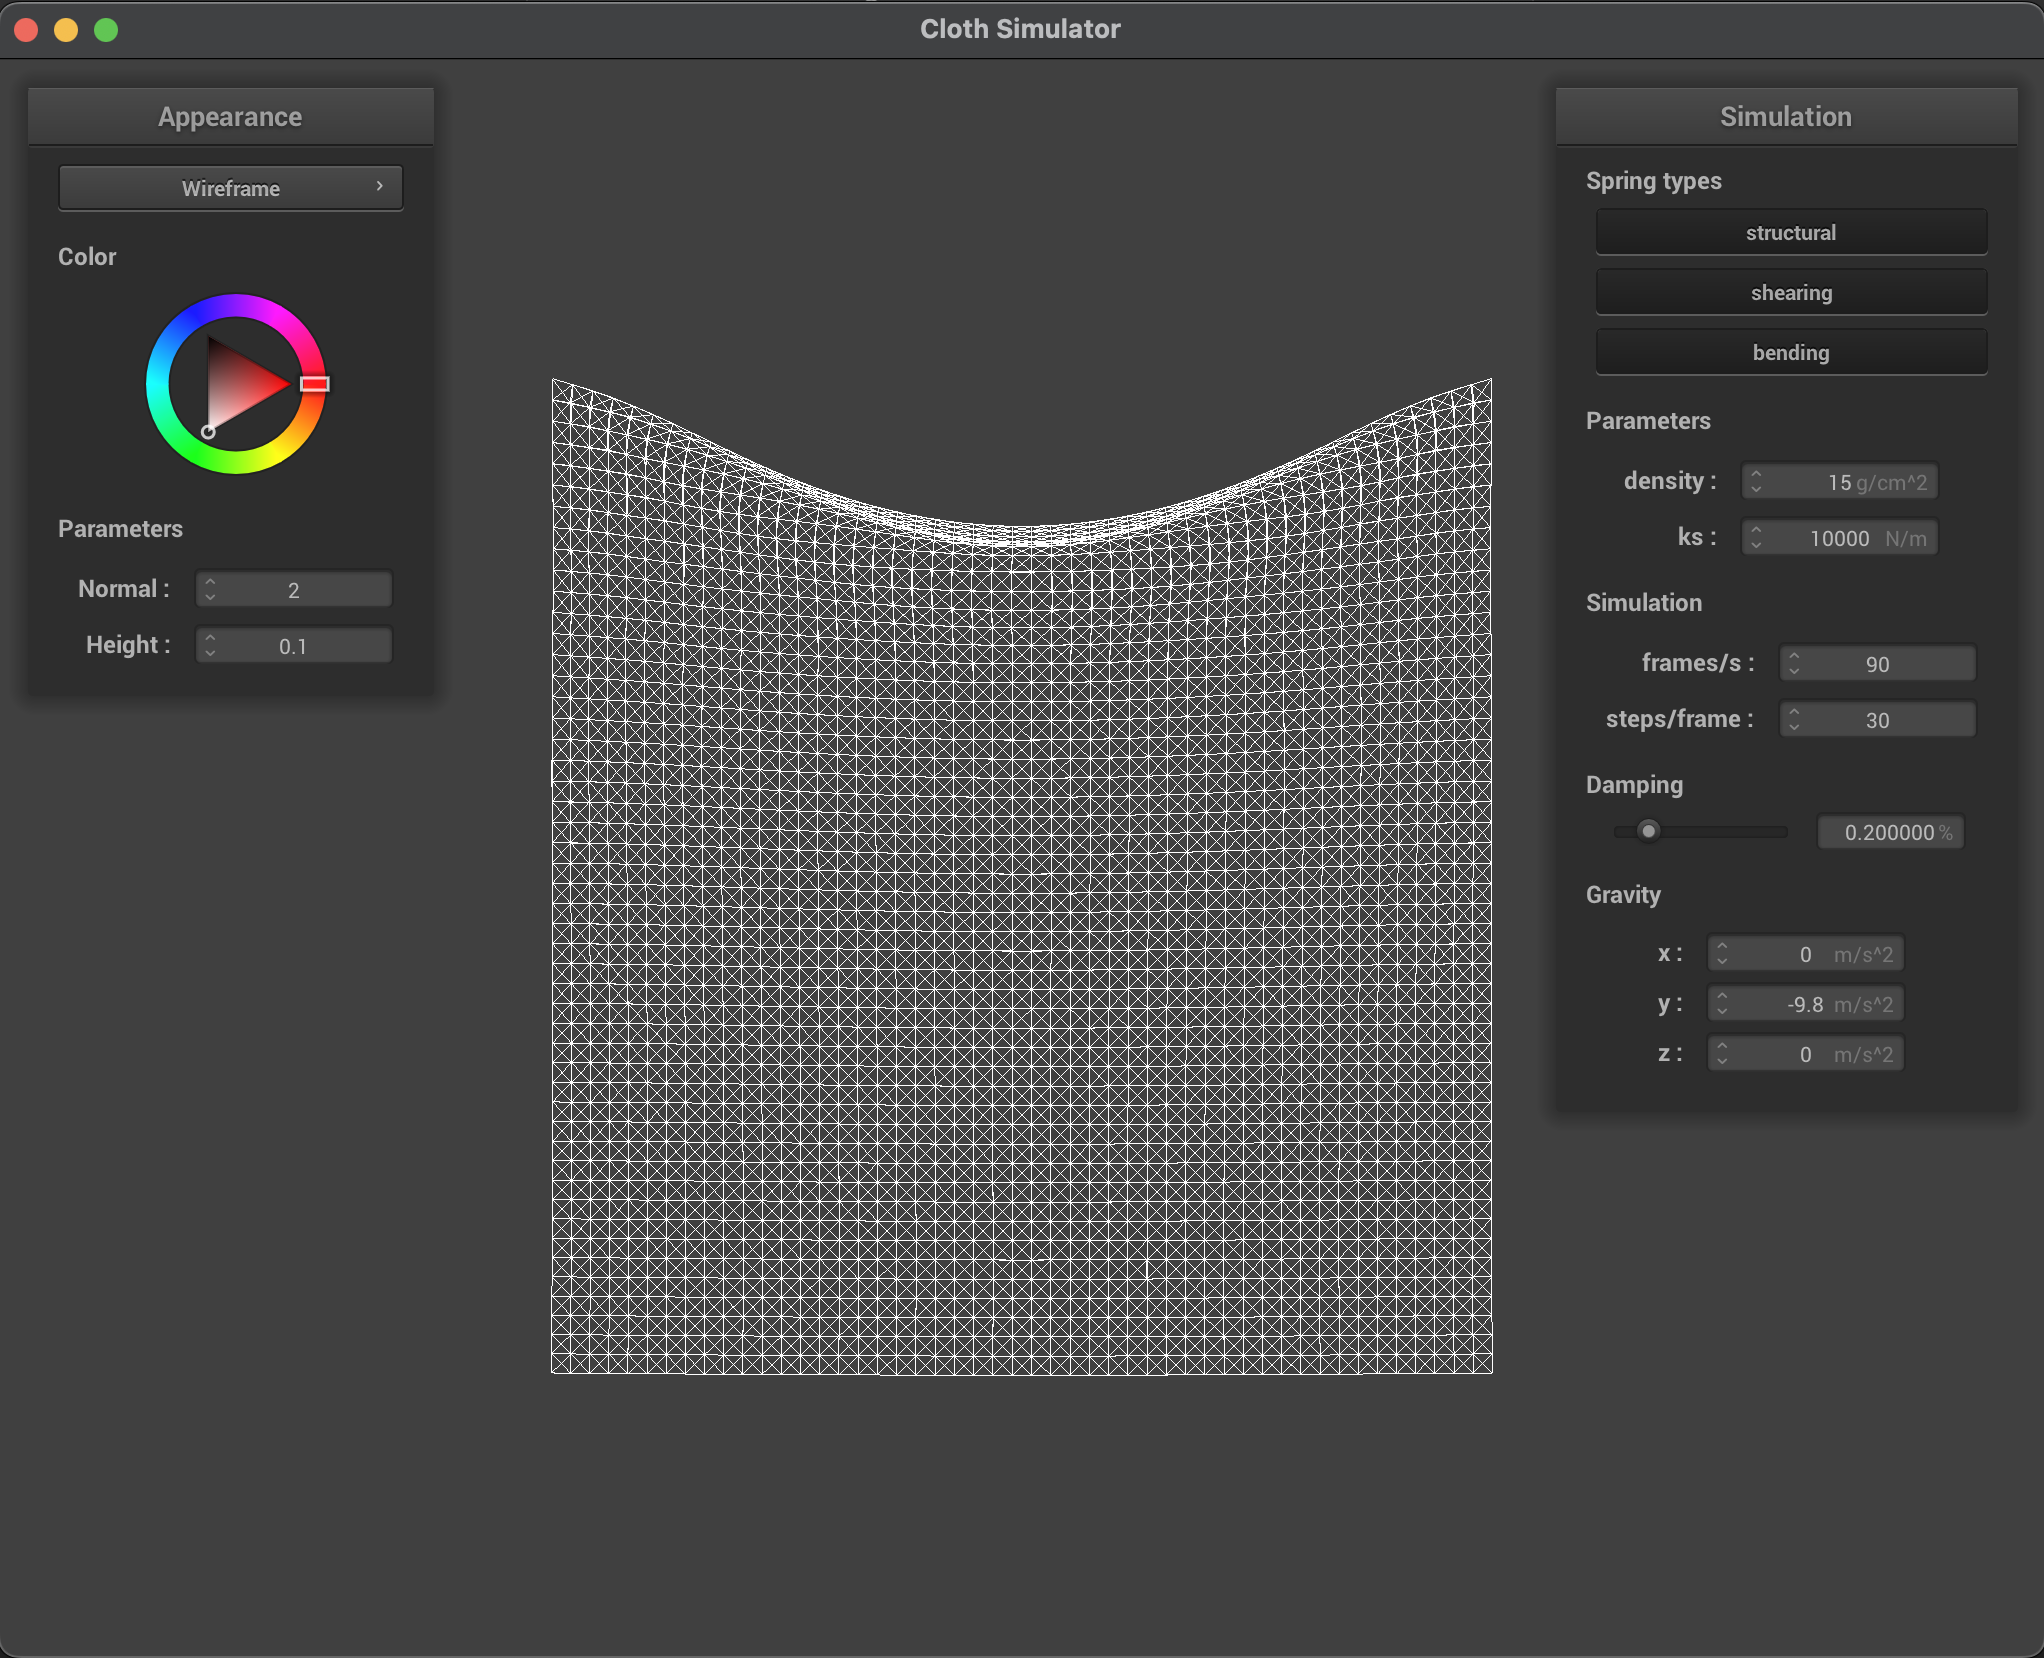 Cloth Simulator
Appearance
Wireframe
Color
Parameters
Normal : 2
Height : 0.1
Simulation
Spring types
structural
shearing
bending
Parameters
density : 15 g/cm^2
ks : 10000 N/m
Simulation
frames/s : 90
steps/frame : 30
Damping
0.200000 %
Gravity
x : 0 m/s^2
y : -9.8 m/s^2
z : 0 m/s^2